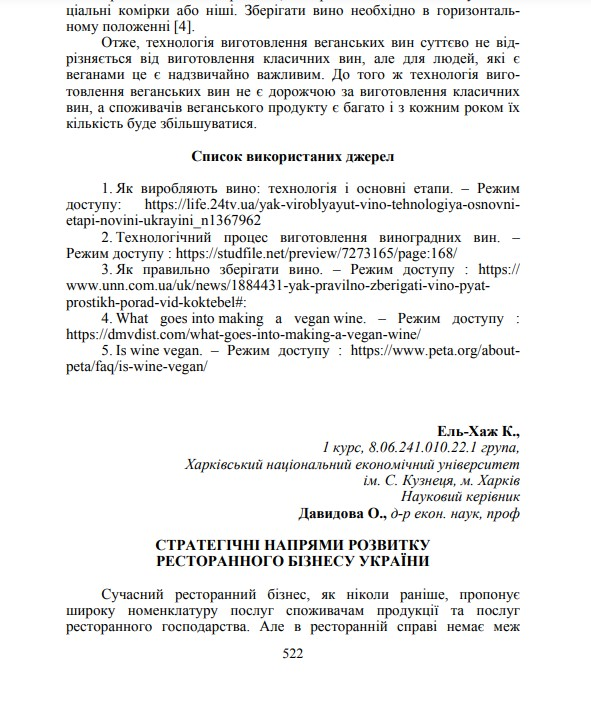 ціальні комірки або ніші. Зберігати вино необхідно в горизонталь-
ному положенні [4].
Отже, технологія виготовлення веганських вин суттєво не від-
різняється від виготовлення класичних вин, але для людей, які є
веганами це є надзвичайно важливим. До того ж технологія виго-
товлення веганських вин не є дорожчою за виготовлення класичних
вин, а споживачів веганського продукту є багато і з кожним роком їх
кількість буде збільшуватися.
Список використаних джерел
1. Як виробляють вино: технологія і основні етапи. – Режим
доступу: https://life.24tv.ua/yak-viroblyayut-vino-tehnologiya-osnovni-
etapi-novini-ukrayini_n1367962
2. Технологічний процес виготовлення виноградних вин. –
Режим доступу : https://studfile.net/preview/7273165/page:168/
3. Як правильно зберігати вино. – Режим доступу : https://
www.unn.com.ua/uk/news/1884431-yak-pravilno-zberigati-vino-pyat-
prostikh-porad-vid-koktebel#:
4. What goes into making a vegan wine. – Режим доступу :
https://dmvdist.com/what-goes-into-making-a-vegan-wine/
5. Is wine vegan. – Режим доступу : https://www.peta.org/about-
peta/faq/is-wine-vegan/
Ель-Хаж К.,
1 курс, 8.06.241.010.22.1 група,
Харківський національний економічний університет
ім. С. Кузнеця, м. Харків
Науковий керівник
Давидова О., д-р екон. наук, проф
СТРАТЕГІЧНІ НАПРЯМИ РОЗВИТКУ
РЕСТОРАННОГО БІЗНЕСУ УКРАЇНИ
Сучасний ресторанний бізнес, як ніколи раніше, пропонує
широку номенклатуру послуг споживачам продукції та послуг
ресторанного господарства. Але в ресторанній справі немає меж
522